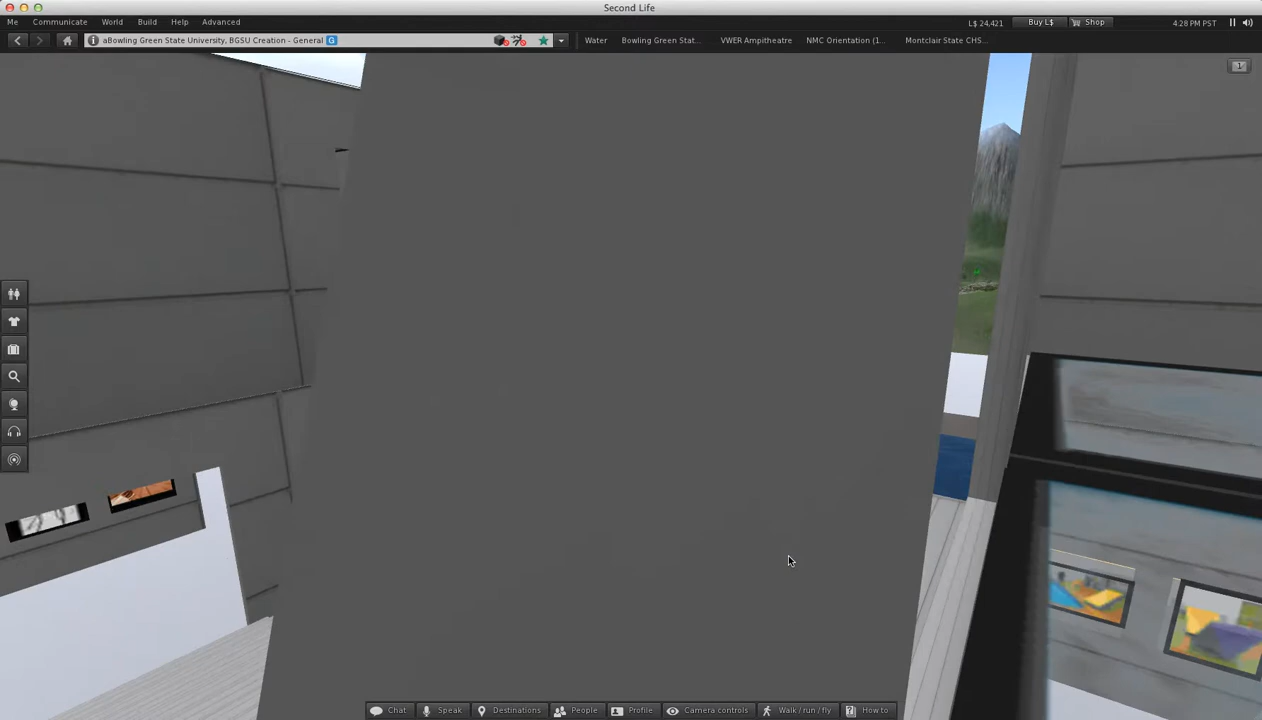 Second Life
Me Communicate World Build Help Advanced L$ 24,421 Buy L$ Shop 4:28 PM PST
aBowling Green State University, BGSU Creation - General G Water Bowling Green Stat... VWER Ampitheatre NMC Orientation (1... Montclair State CHS...
1
Chat Speak Destinations People Profile Camera controls Walk / run / fly How to